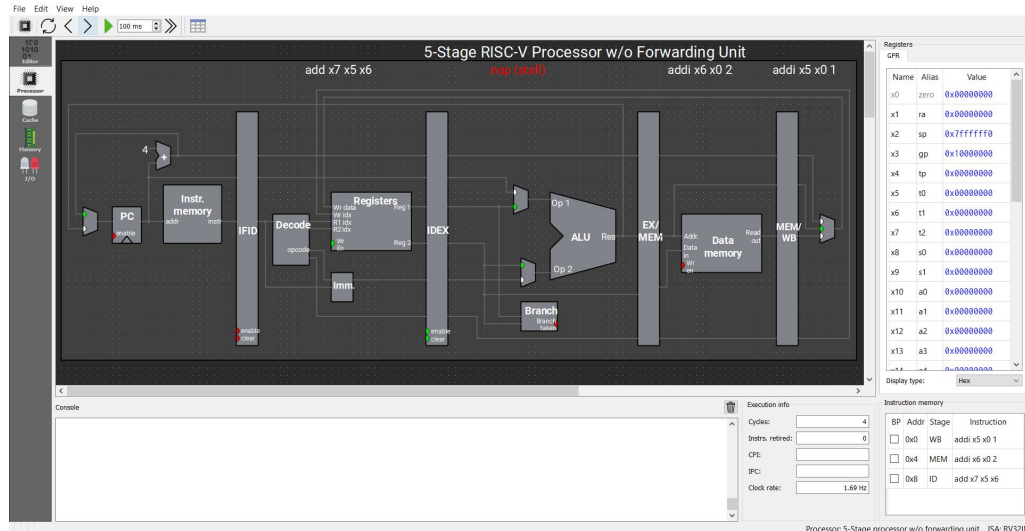 File Edit View Help
100 ms
Editor
Processor
Cache
Memory
I/O
5-Stage RISC-V Processor w/o Forwarding Unit
add x7 x5 x6 nop (stall) addi x6 x0 2 addi x5 x0 1
4
+
PC
enable
Instr. memory
addr instr
IFID
enable
clear
Decode
opcode
Registers
Wr data
Wr idx
R1 idx
R2 idx
Wr En
Reg 1
Reg 2
Imm.
IDEX
enable
clear
Op 1
ALU Res
Op 2
Branch
Branch taken
EX/ MEM
Addr.
Data in
Wr en
Data memory
Read out
MEM/ WB
Registers
GPR
Name Alias Value
x0 zero 0x00000000
x1 ra 0x00000000
x2 sp 0x7ffffff0
x3 gp 0x10000000
x4 tp 0x00000000
x5 t0 0x00000000
x6 t1 0x00000000
x7 t2 0x00000000
x8 s0 0x00000000
x9 s1 0x00000000
x10 a0 0x00000000
x11 a1 0x00000000
x12 a2 0x00000000
x13 a3 0x00000000
Display type: Hex
Console
Execution info
Cycles: 4
Instrs. retired: 0
CPI:
IPC:
Clock rate: 1.69 Hz
Instruction memory
BP Addr Stage Instruction
0x0 WB addi x5 x0 1
0x4 MEM addi x6 x0 2
0x8 ID add x7 x5 x6
Processor: 5-Stage processor w/o forwarding unit ISA: